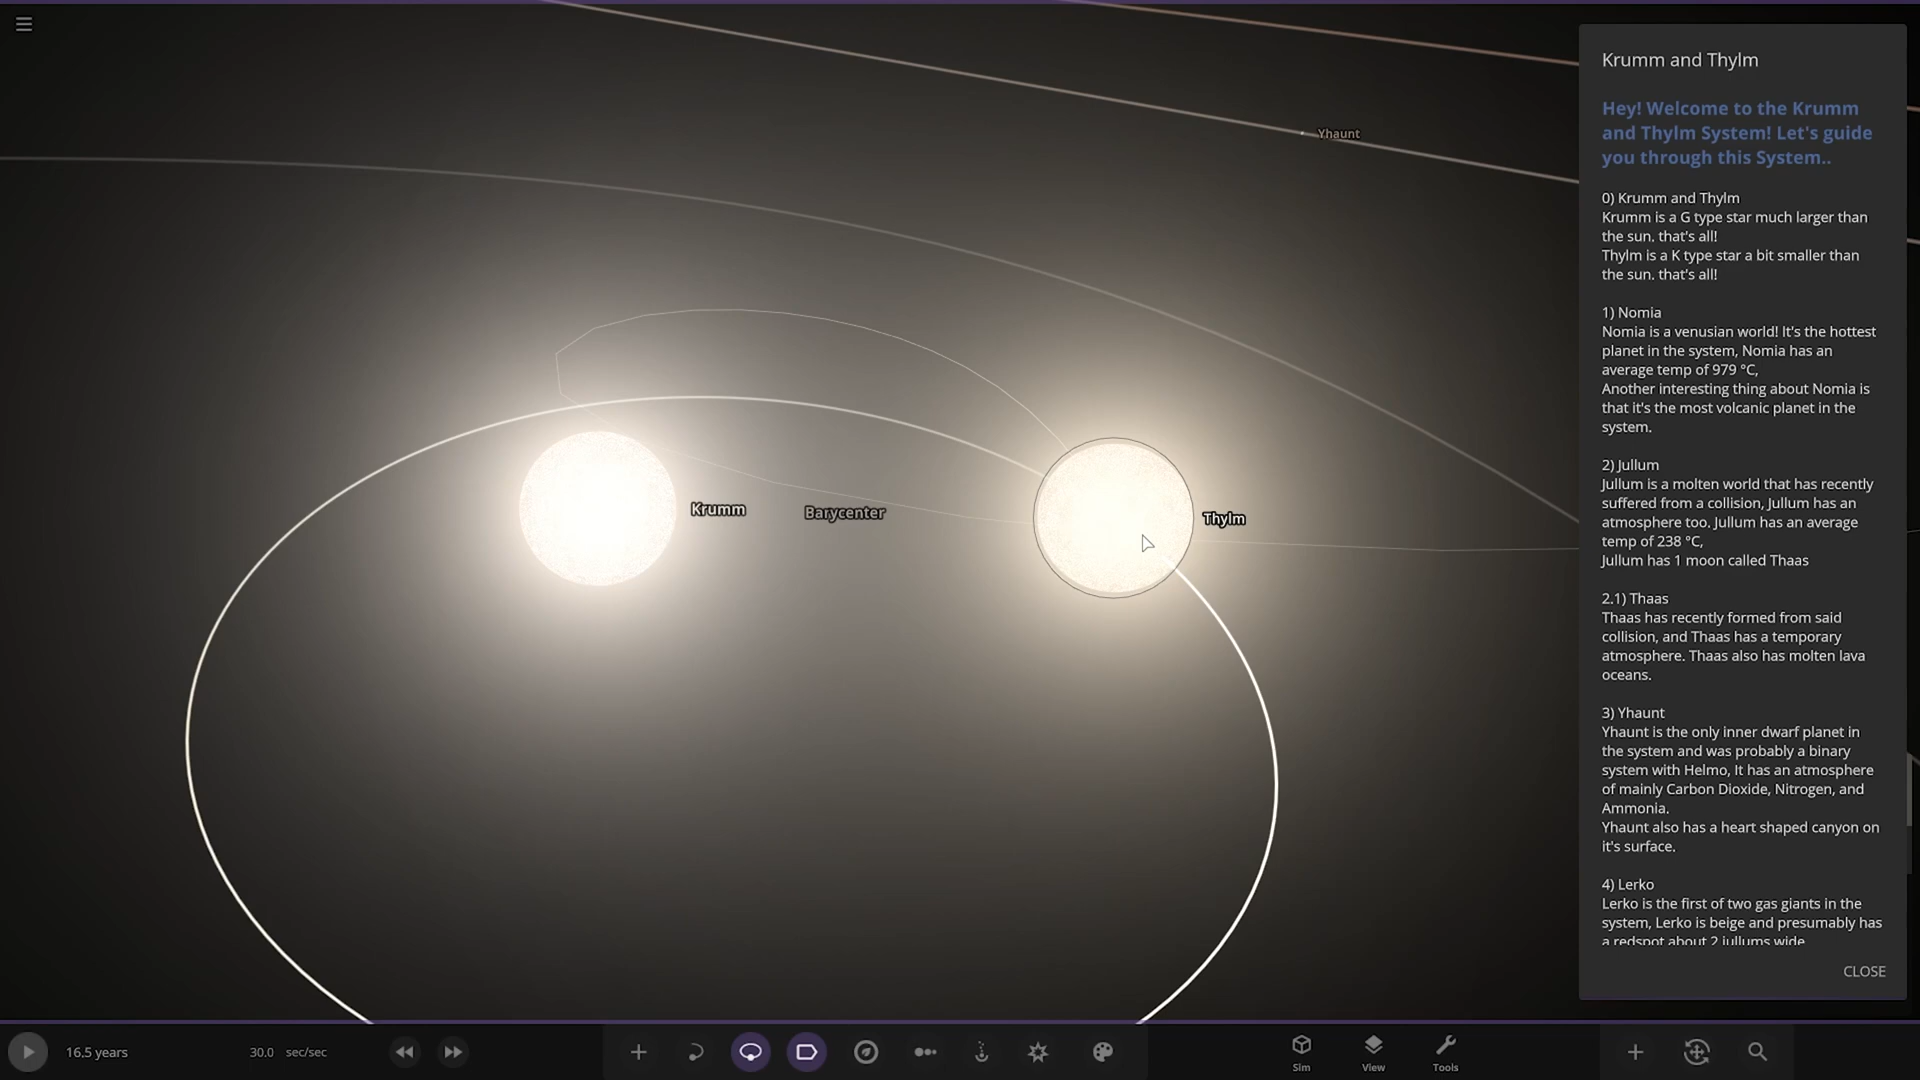 Krumm and Thylm
Hey! Welcome to the Krumm
and Thylm System! Let's guide
you through this System..
0) Krumm and Thylm
Krumm is a G type star much larger than
the sun. that's all!
Thylm is a K type star a bit smaller than
the sun. that's all!
1) Nomia
Nomia is a venusian world! It's the hottest
planet in the system, Nomia has an
average temp of 979 °C,
Another interesting thing about Nomia is
that it's the most volcanic planet in the
system.
2) Jullum
Jullum is a molten world that has recently
suffered from a collision, Jullum has an
atmosphere too. Jullum has an average
temp of 238 °C,
Jullum has 1 moon called Thaas
2.1) Thaas
Thaas has recently formed from said
collision, and Thaas has a temporary
atmosphere. Thaas also has molten lava
oceans.
3) Yhaunt
Yhaunt is the only inner dwarf planet in
the system and was probably a binary
system with Helmo, It has an atmosphere
of mainly Carbon Dioxide, Nitrogen, and
Ammonia.
Yhaunt also has a heart shaped canyon on
it's surface.
4) Lerko
Lerko is the first of two gas giants in the
system, Lerko is beige and presumably has
a redspot about 2 jullums wide
CLOSE
Yhaunt
Krumm
Barycenter
Thylm
16.5 years
30.0 sec/sec
Sim
View
Tools